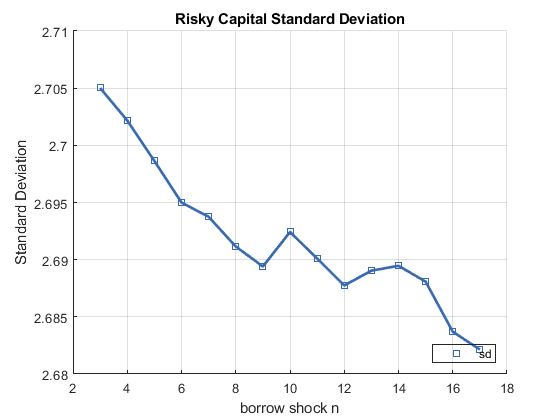 Risky Capital Standard Deviation
2.71
2.705
2.7
2.695
2.69
2.685
2.68
Standard Deviation
2 4 6 8 10 12 14 16 18
borrow shock n
sd